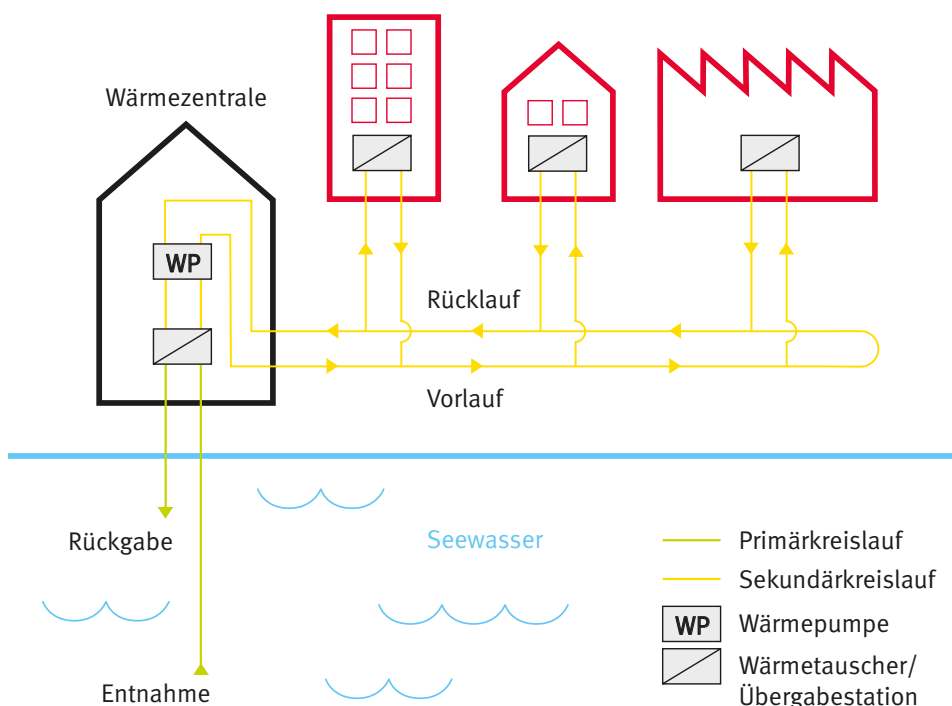 Wärmezentrale
WP
Rücklauf
Vorlauf
Rückgabe
Seewasser
Entnahme
Primärkreislauf
Sekundärkreislauf
WP Wärmepumpe
Wärmetauscher/
Übergabestation